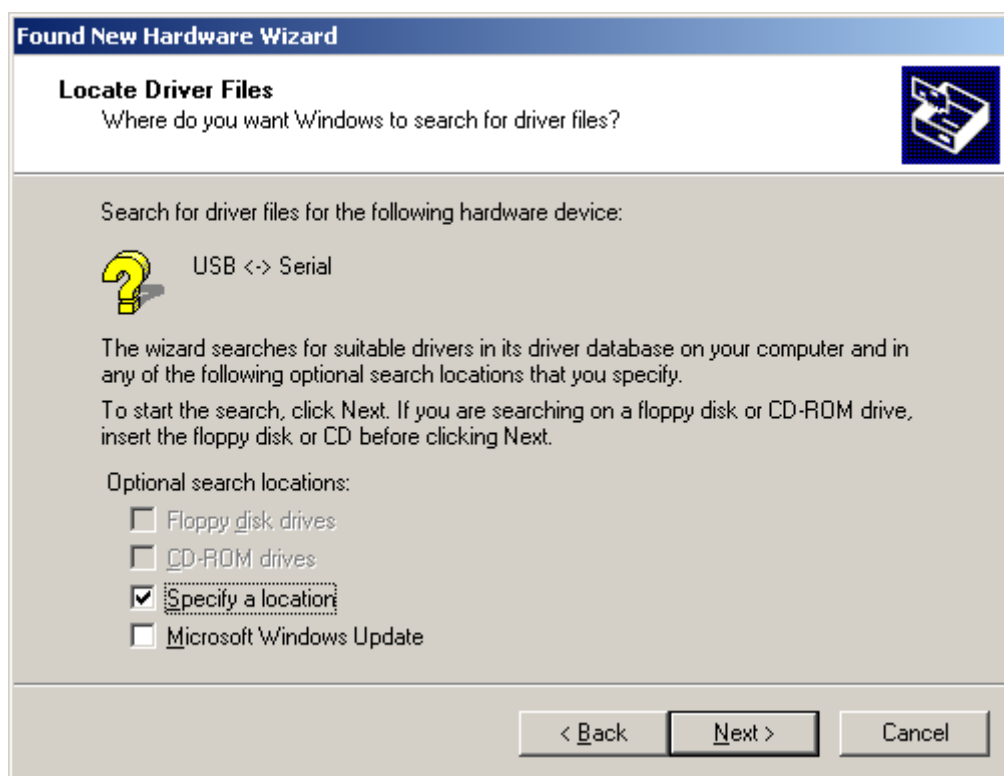 Found New Hardware Wizard
Locate Driver Files
Where do you want Windows to search for driver files?
Search for driver files for the following hardware device:
USB <-> Serial
The wizard searches for suitable drivers in its driver database on your computer and in
any of the following optional search locations that you specify.
To start the search, click Next. If you are searching on a floppy disk or CD-ROM drive,
insert the floppy disk or CD before clicking Next.
Optional search locations:
Floppy disk drives
CD-ROM drives
Specify a location
Microsoft Windows Update
< Back Next > Cancel